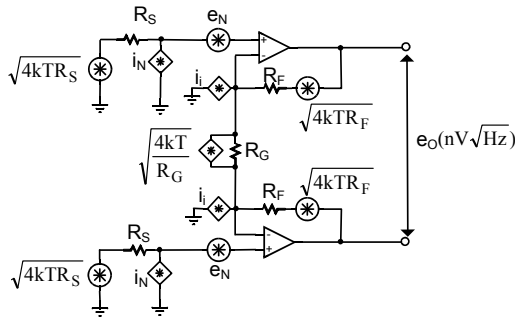 R_S
e_N
+
-
√4kTR_S
i_N
i_i
R_F
√4kTR_F
√4kT/R_G
R_G
e_O(nV√Hz)
√4kTR_F
i_i
R_F
-
+
R_S
√4kTR_S
i_N
e_N